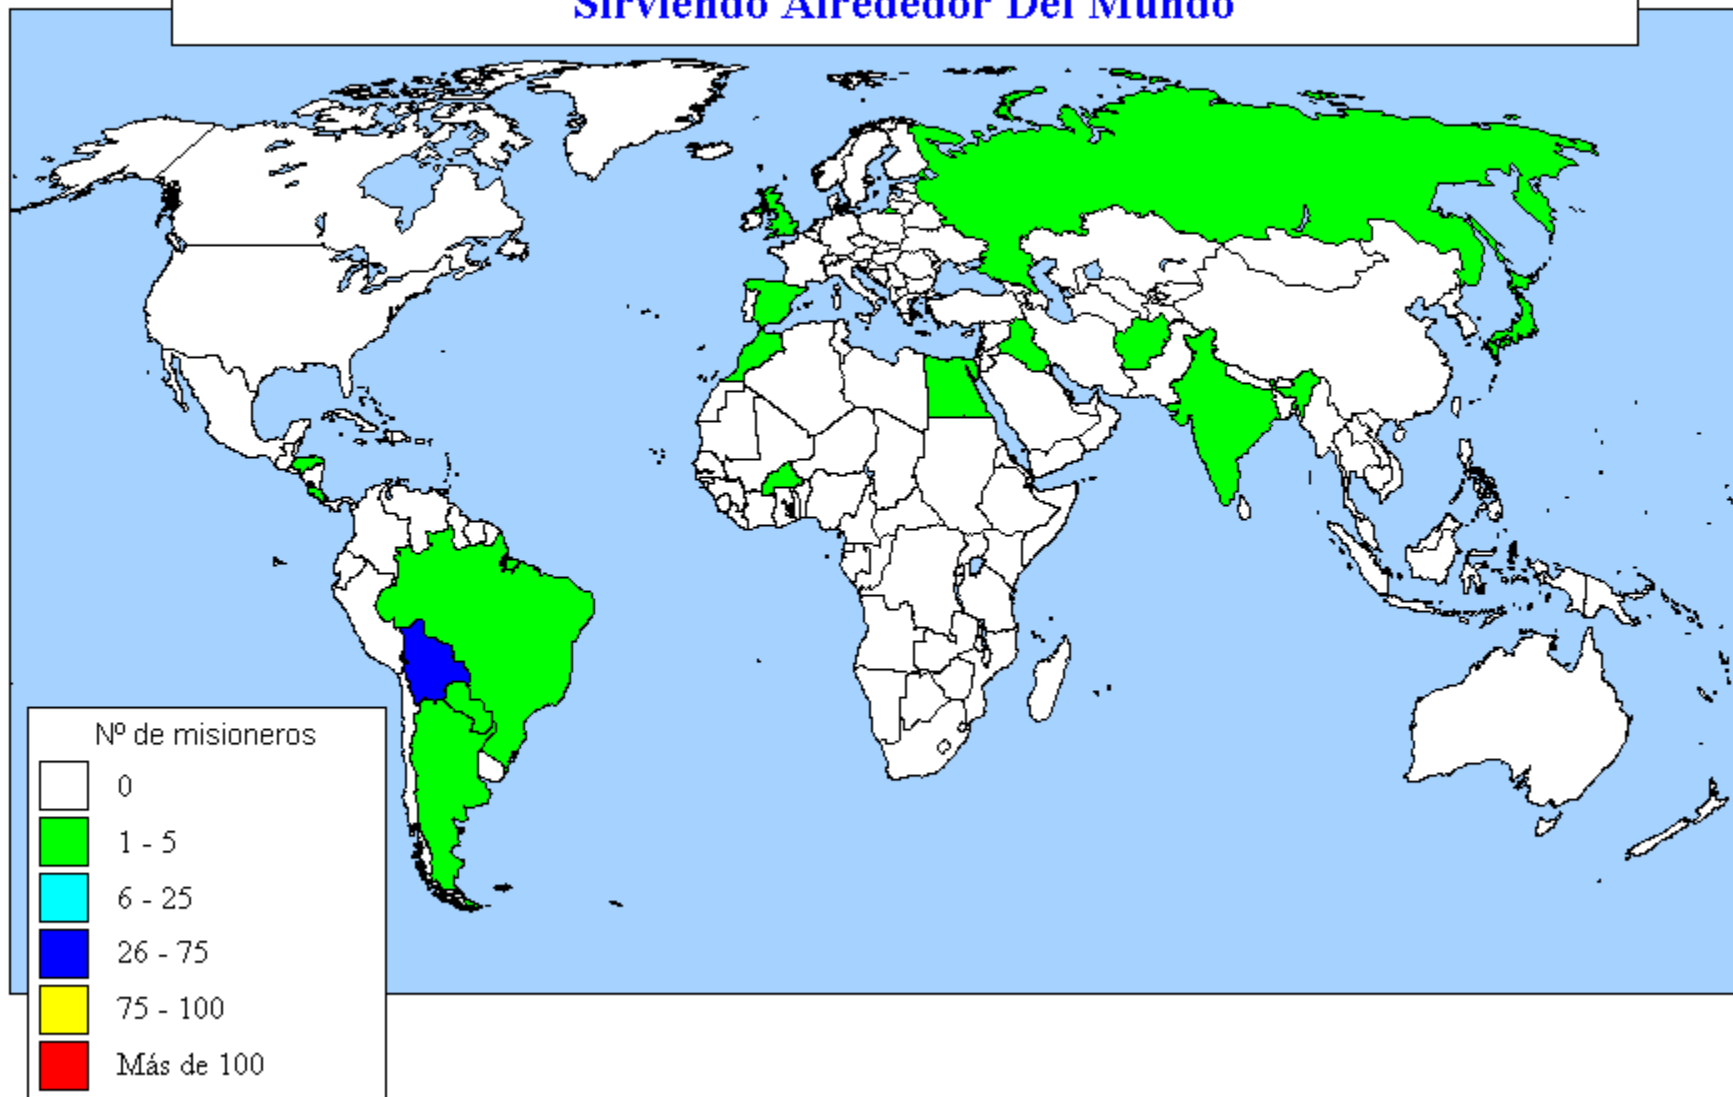 Sirviendo Alrededor Del Mundo
Nº de misioneros
0
1 - 5
6 - 25
26 - 75
75 - 100
Más de 100